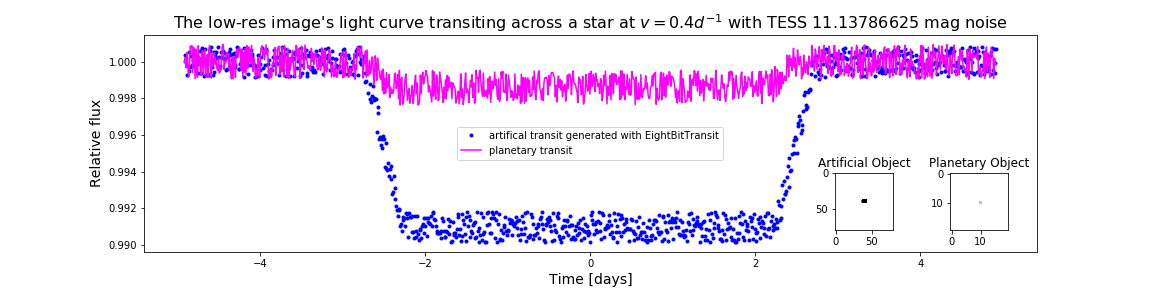 The low-res image's light curve transiting across a star at v = 0.4d⁻¹ with TESS 11.13786625 mag noise
Relative flux
1.000
0.998
0.996
0.994
0.992
0.990
artifical transit generated with EightBitTransit
planetary transit
Artificial Object
0
50
0 50
Planetary Object
0
10
0 10
−4 −2 0 2 4
Time [days]